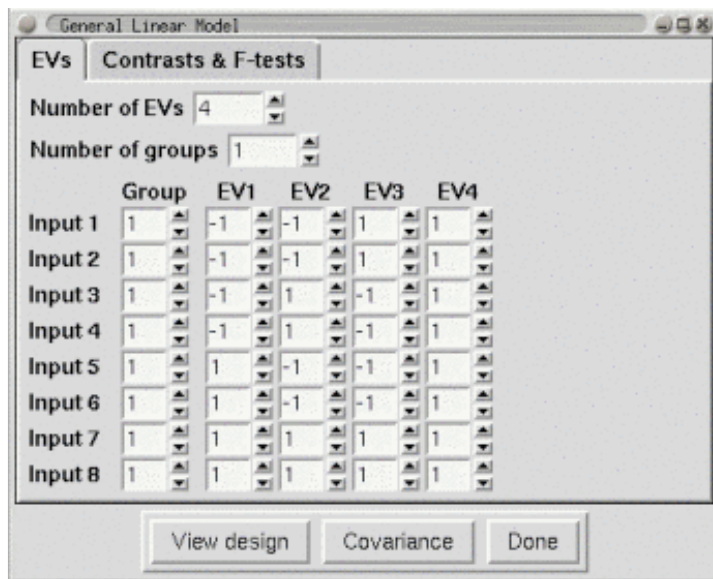 General Linear Model
EVs Contrasts & F-tests
Number of EVs 4
Number of groups 1
Group EV1 EV2 EV3 EV4
Input 1 1 -1 -1 1 1
Input 2 1 -1 -1 1 1
Input 3 1 -1 1 -1 1
Input 4 1 -1 1 -1 1
Input 5 1 1 -1 -1 1
Input 6 1 1 -1 -1 1
Input 7 1 1 1 1 1
Input 8 1 1 1 1 1
View design Covariance Done